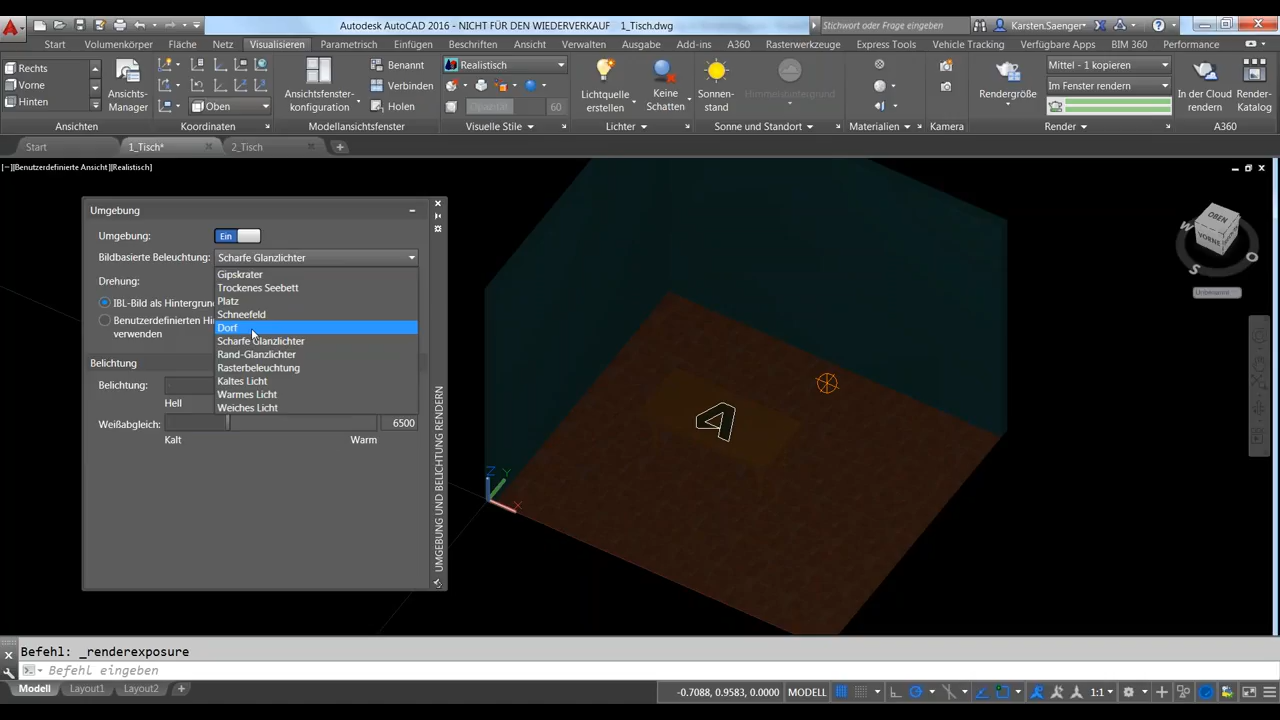 Autodesk AutoCAD 2016 - NICHT FÜR DEN WIEDERVERKAUF 1_Tisch.dwg
Stichwort oder Frage eingeben
Karsten.Saenger
Start Volumenkörper Fläche Netz Visualisieren Parametrisch Einfügen Beschriften Ansicht Verwalten Ausgabe Add-ins A360 Rasterwerkzeuge Express Tools Vehicle Tracking Verfügbare Apps BIM 360 Performance
Rechts
Vorne
Hinten
Ansichts-
Manager
Oben
Ansichtsfenster-
konfiguration
Benannt
Verbinden
Holen
Realistisch
Opazität 60
Lichtquelle
erstellen
Keine
Schatten
Sonnen-
stand
Himmelshintergrund
Rendergröße
Mittel - 1 kopieren
Im Fenster rendern
In der Cloud
rendern
Render-
Katalog
Ansichten Koordinaten Modellansichtsfenster Visuelle Stile Lichter Sonne und Standort Materialien Kamera Render A360
Start 1_Tisch* 2_Tisch
[−][Benutzerdefinierte Ansicht][Realistisch]
Umgebung
Umgebung: Ein
Bildbasierte Beleuchtung: Scharfe Glanzlichter
Drehung:
IBL-Bild als Hintergrun
Benutzerdefinierten Hi
verwenden
Gipskrater
Trockenes Seebett
Platz
Schneefeld
Dorf
Scharfe Glanzlichter
Rand-Glanzlichter
Rasterbeleuchtung
Kaltes Licht
Warmes Licht
Weiches Licht
Belichtung
Belichtung:
Hell
Weißabgleich: 6500
Kalt Warm
UMGEBUNG UND BELICHTUNG RENDERN
OBEN
VORNE
W
S
O
Unbenannt
A
Z
Y
X
Befehl: _renderexposure
Befehl eingeben
Modell Layout1 Layout2
-0.7088, 0.9583, 0.0000 MODELL 1:1